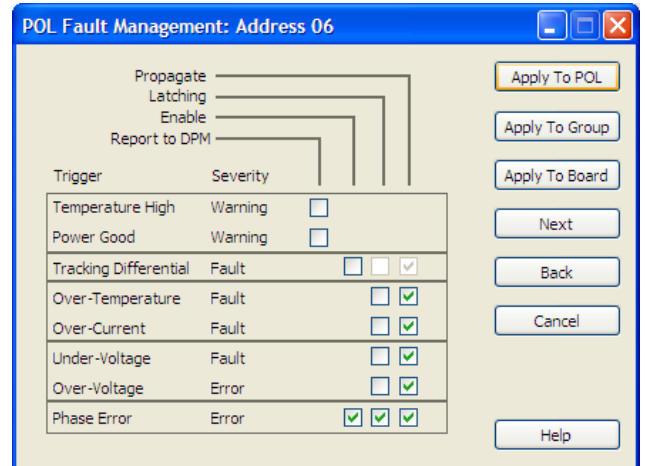 POL Fault Management: Address 06
Propagate
Latching
Enable
Report to DPM
Trigger Severity
Temperature High Warning
Power Good Warning
Tracking Differential Fault
Over-Temperature Fault
Over-Current Fault
Under-Voltage Fault
Over-Voltage Error
Phase Error Error
Apply To POL
Apply To Group
Apply To Board
Next
Back
Cancel
Help